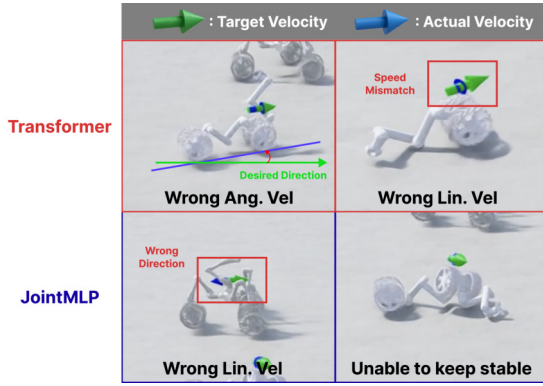 : Target Velocity
: Actual Velocity
Transformer
Desired Direction
Wrong Ang. Vel
Speed
Mismatch
Wrong Lin. Vel
JointMLP
Wrong
Direction
Wrong Lin. Vel
Unable to keep stable